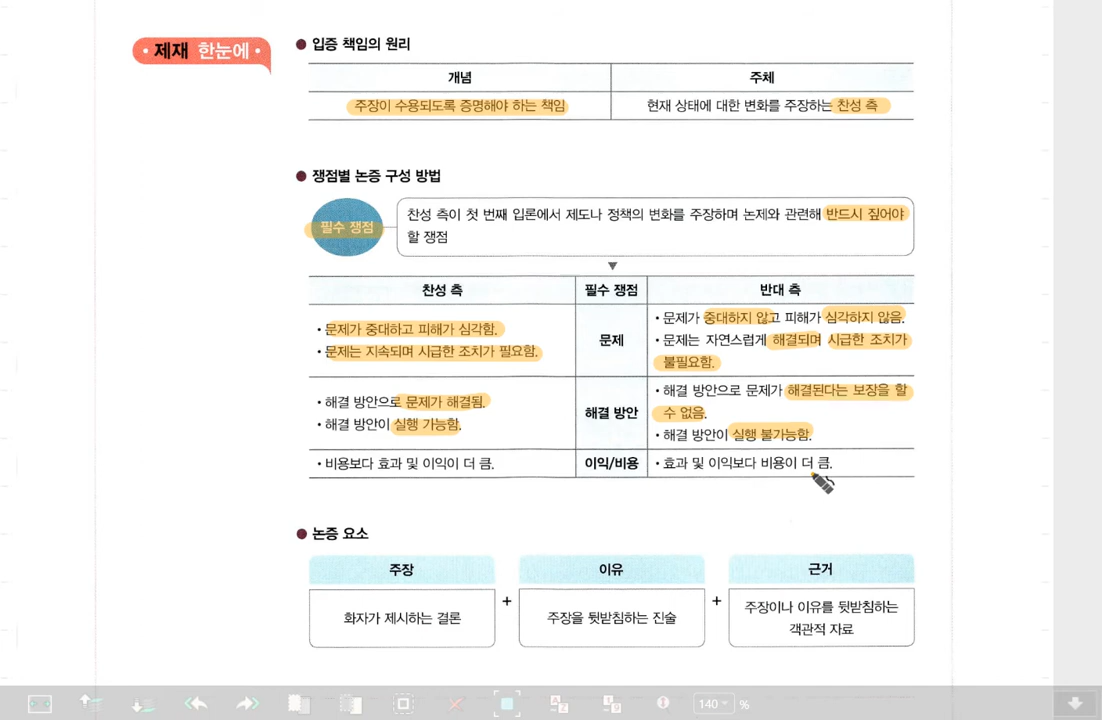 제재 한눈에
입증 책임의 원리
개념 주체
주장이 수용되도록 증명해야 하는 책임 현재 상태에 대한 변화를 주장하는 찬성 측
쟁점별 논증 구성 방법
필수 쟁점
찬성 측이 첫 번째 입론에서 제도나 정책의 변화를 주장하며 논제와 관련해 반드시 짚어야
할 쟁점
찬성 측 필수 쟁점 반대 측
• 문제가 중대하고 피해가 심각함.
• 문제는 지속되며 시급한 조치가 필요함.
문제
• 문제가 중대하지 않고 피해가 심각하지 않음.
• 문제는 자연스럽게 해결되며 시급한 조치가
불필요함.
• 해결 방안으로 문제가 해결됨.
• 해결 방안이 실행 가능함.
해결 방안
• 해결 방안으로 문제가 해결된다는 보장을 할
수 없음.
• 해결 방안이 실행 불가능함.
• 비용보다 효과 및 이익이 더 큼. 이익/비용 • 효과 및 이익보다 비용이 더 큼.
논증 요소
주장 이유 근거
화자가 제시하는 결론
+
주장을 뒷받침하는 진술
+
주장이나 이유를 뒷받침하는
객관적 자료
140 %